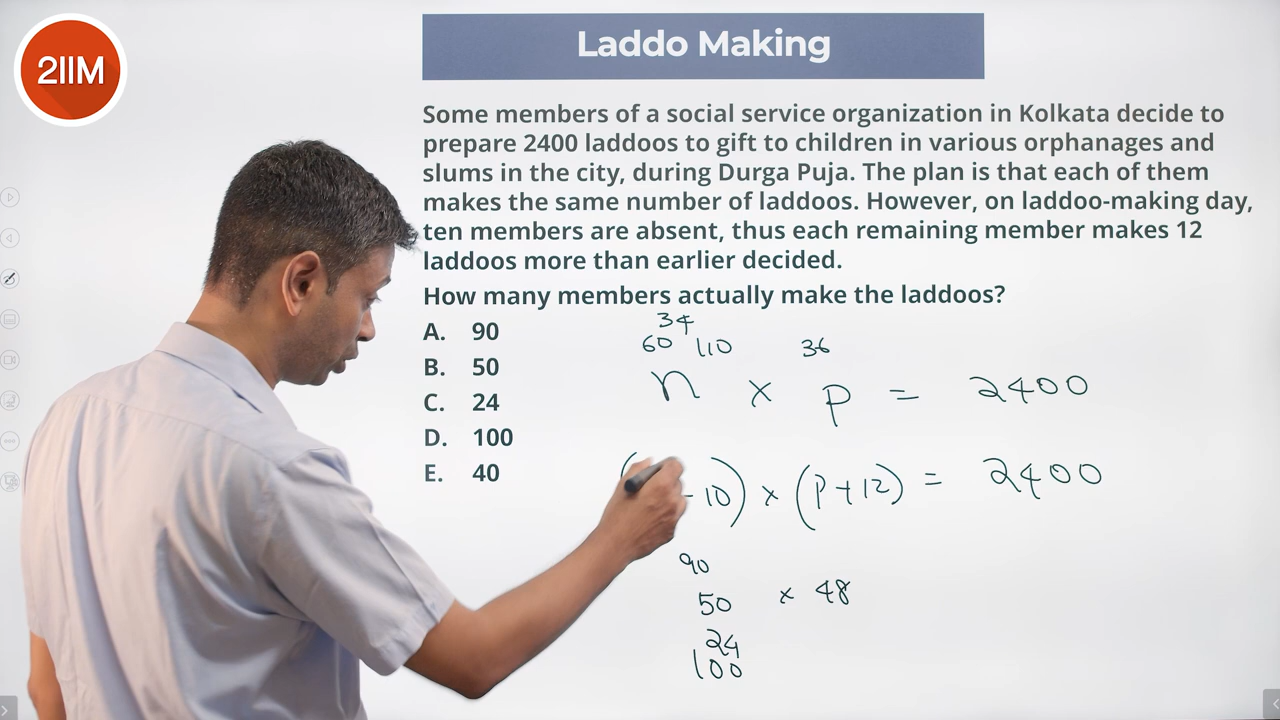 2IIM
Laddo Making
Some members of a social service organization in Kolkata decide to
prepare 2400 laddoos to gift to children in various orphanages and
slums in the city, during Durga Puja. The plan is that each of them
makes the same number of laddoos. However, on laddoo-making day,
ten members are absent, thus each remaining member makes 12
laddoos more than earlier decided.
How many members actually make the laddoos?
A. 90
B. 50
C. 24
D. 100
E. 40
34
60 110 36
n × p = 2400
( - 10) × (p + 12) = 2400
90
50 × 48
24
100